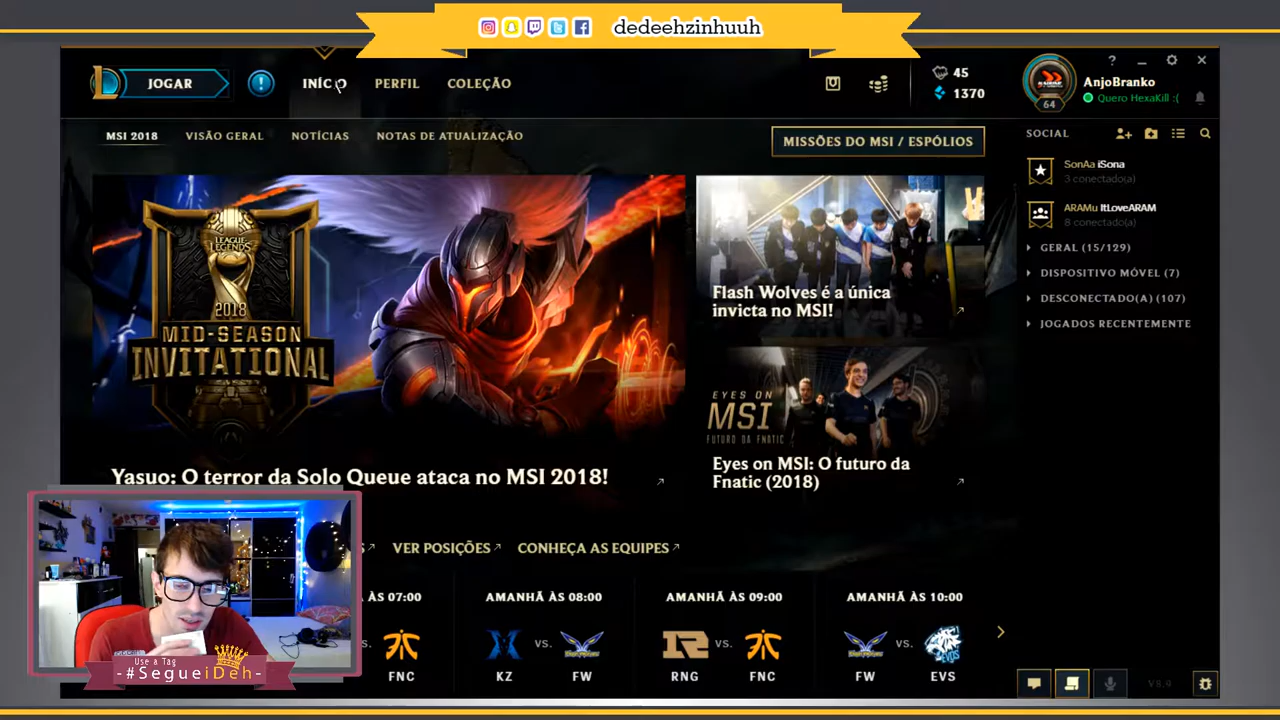 dedeehzinhuuh
JOGAR
INÍCIO
PERFIL
COLEÇÃO
45
1370
64
AnjoBranko
Quero HexaKill :(
MSI 2018
VISÃO GERAL
NOTÍCIAS
NOTAS DE ATUALIZAÇÃO
MISSÕES DO MSI / ESPÓLIOS
SOCIAL
SonAa iSona
3 conectado(a)
ARAMu ItLoveARAM
8 conectado(a)
GERAL (15/129)
DISPOSITIVO MÓVEL (7)
DESCONECTADO(A) (107)
JOGADOS RECENTEMENTE
LEAGUE LEGENDS
2018
MID-SEASON
INVITATIONAL
Yasuo: O terror da Solo Queue ataca no MSI 2018!
Flash Wolves é a única
invicta no MSI!
EYES ON
MSI
FUTURO DA FNATIC
Eyes on MSI: O futuro da
Fnatic (2018)
VER POSIÇÕES
CONHEÇA AS EQUIPES
ÀS 07:00
AMANHÃ ÀS 08:00
AMANHÃ ÀS 09:00
AMANHÃ ÀS 10:00
VS.
VS.
VS.
FNC
KZ
FW
RNG
FNC
FW
EVS
V8.9
Use a Tag
-#SegueiDeh-